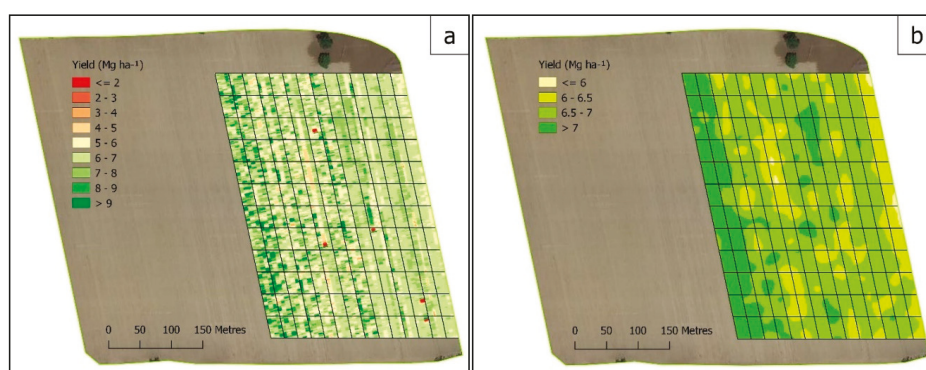 a
Yield (Mg ha⁻¹)
<= 2
2 - 3
3 - 4
4 - 5
5 - 6
6 - 7
7 - 8
8 - 9
> 9
0 50 100 150 Metres
b
Yield (Mg ha⁻¹)
<= 6
6 - 6.5
6.5 - 7
> 7
0 50 100 150 Metres